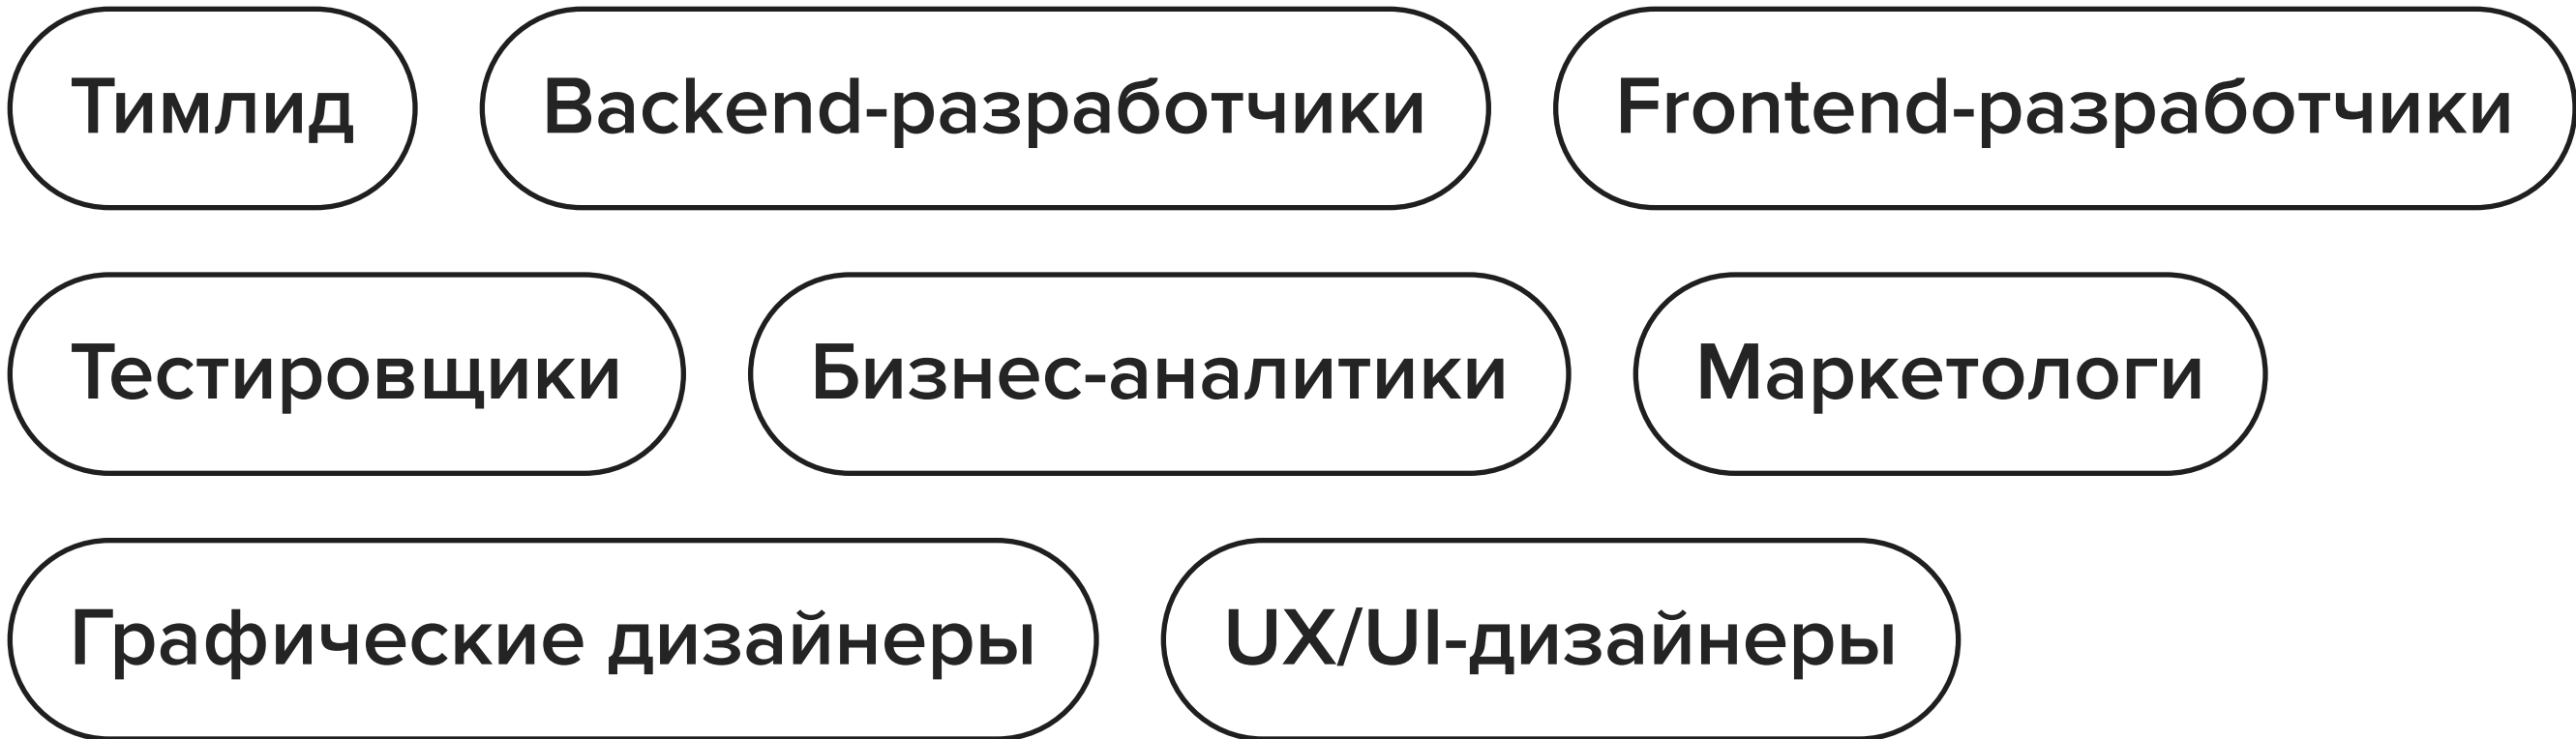 Тимлид Backend-разработчики Frontend-разработчики
Тестировщики Бизнес-аналитики Маркетологи
Графические дизайнеры UX/UI-дизайнеры